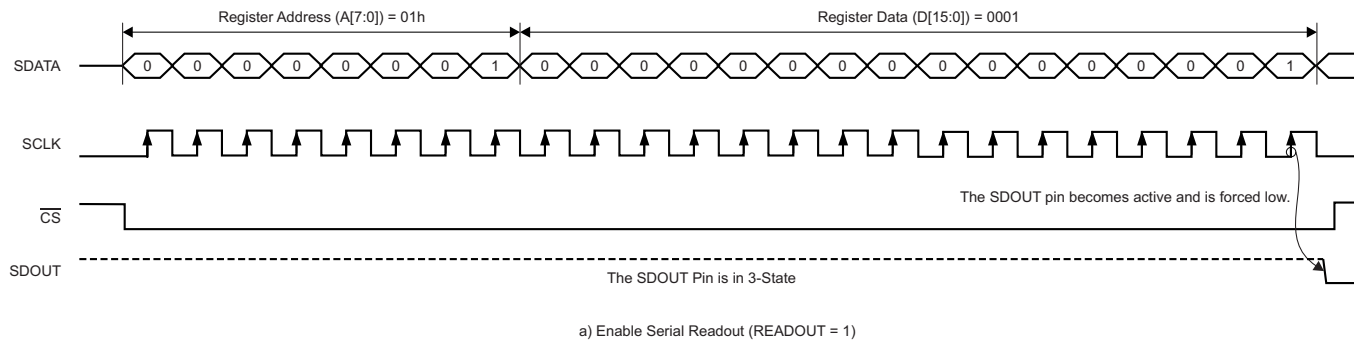 Register Address (A[7:0]) = 01h Register Data (D[15:0]) = 0001
SDATA 0 0 0 0 0 0 0 1 0 0 0 0 0 0 0 0 0 0 0 0 0 0 0 1
SCLK
The SDOUT pin becomes active and is forced low.
CS
SDOUT
The SDOUT Pin is in 3-State
a) Enable Serial Readout (READOUT = 1)